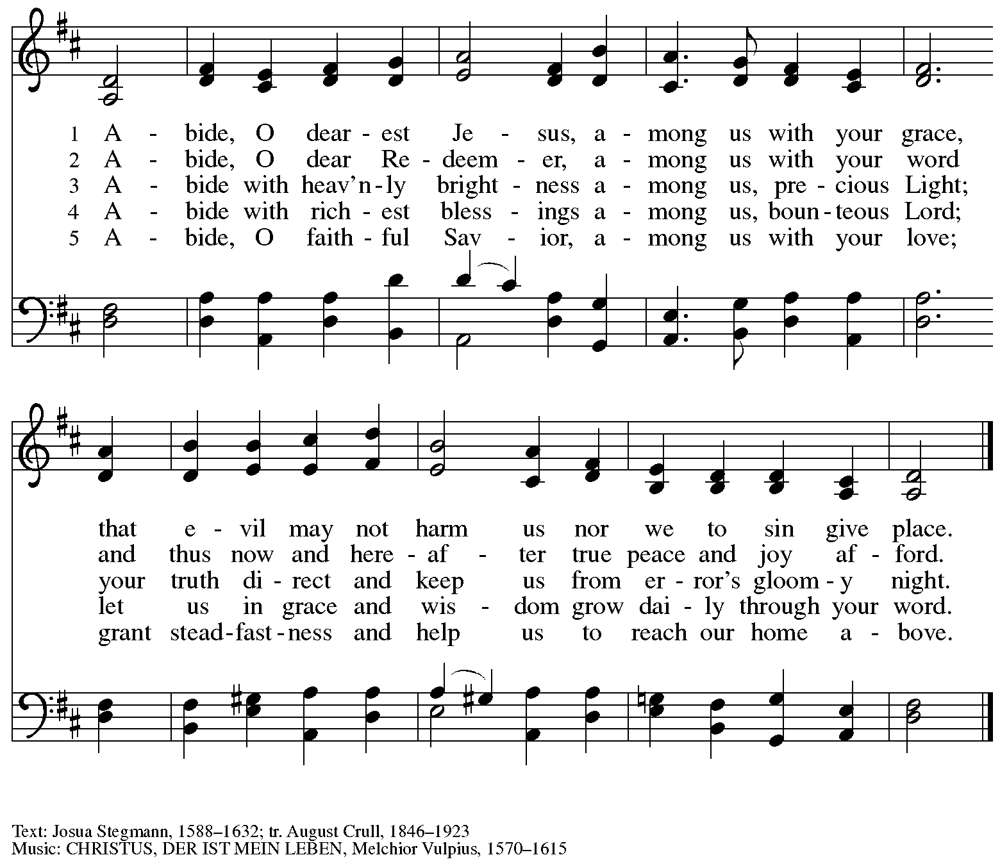 1 A - bide, O dear - est Je - sus, a - mong us with your grace,
2 A - bide, O dear Re - deem - er, a - mong us with your word
3 A - bide with heav’n - ly bright - ness a - mong us, pre - cious Light;
4 A - bide with rich - est bless - ings a - mong us, boun - teous Lord;
5 A - bide, O faith - ful Sav - ior, a - mong us with your love;
that e - vil may not harm us nor we to sin give place.
and thus now and here - af - ter true peace and joy af - ford.
your truth di - rect and keep us from er - ror’s gloom - y night.
let us in grace and wis - dom grow dai - ly through your word.
grant stead - fast - ness and help us to reach our home a - bove.
Text: Josua Stegmann, 1588–1632; tr. August Crull, 1846–1923
Music: CHRISTUS, DER IST MEIN LEBEN, Melchior Vulpius, 1570–1615